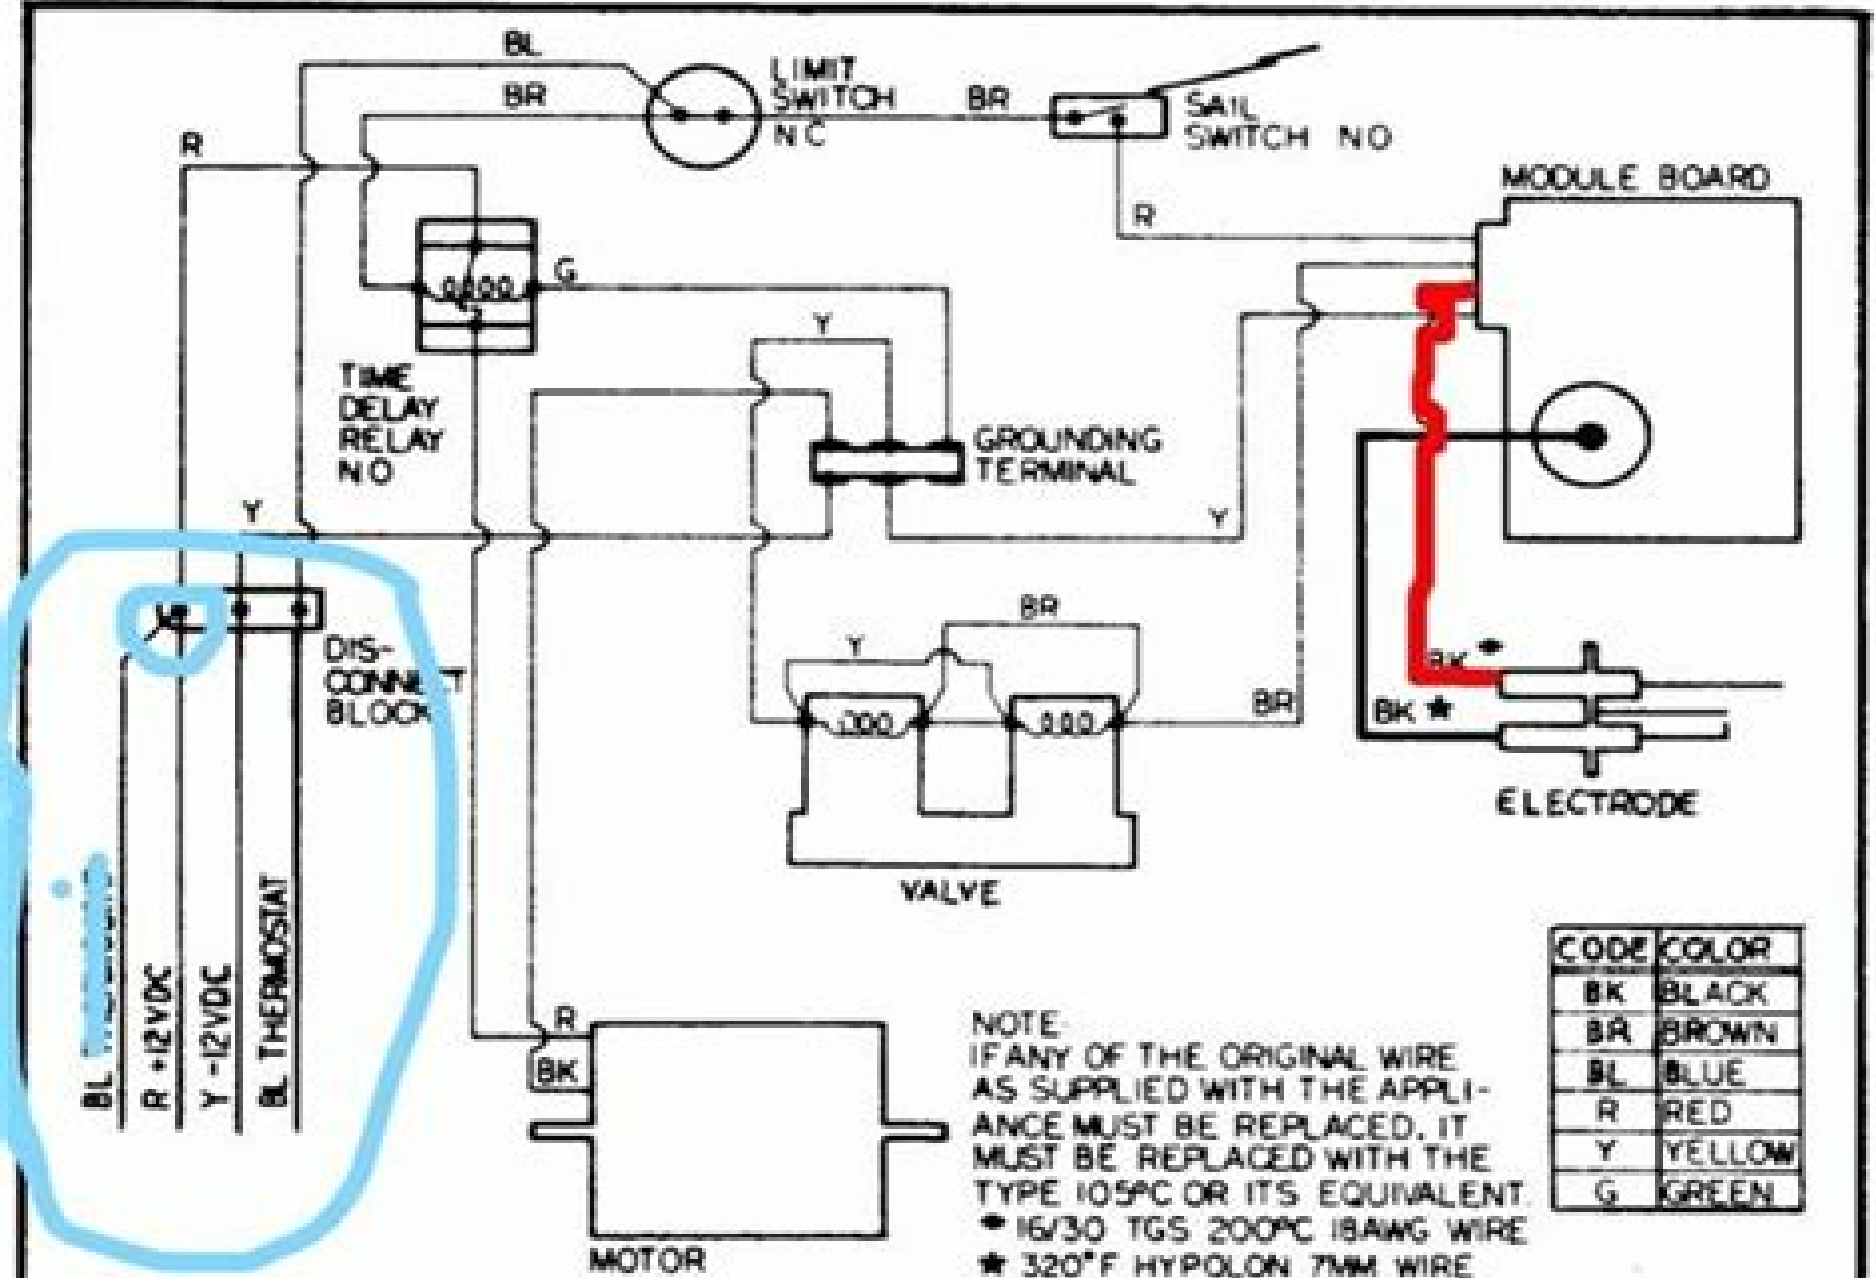 BL
LIMIT
SWITCH
NC
BR
BR
SAIL
SWITCH NO
R
MODULE BOARD
R
G
Y
TIME
DELAY
RELAY
N.O
GROUNDING
TERMINAL
Y
Y
DIS-
CONNECT
BLOCK
BR
Y
BR
BK
BK ★
ELECTRODE
VALVE
BL
R +12VDC
Y -12VDC
BL THERMOSTAT
R
BK
MOTOR
NOTE
IF ANY OF THE ORIGINAL WIRE
AS SUPPLIED WITH THE APPLI-
ANCE MUST BE REPLACED, IT
MUST BE REPLACED WITH THE
TYPE 105°C OR ITS EQUIVALENT.
16/30 TGS 200°C 18AWG WIRE
★ 320°F HYPOLON 7MM WIRE
CODE COLOR
BK BLACK
BR BROWN
BL BLUE
R RED
Y YELLOW
G GREEN